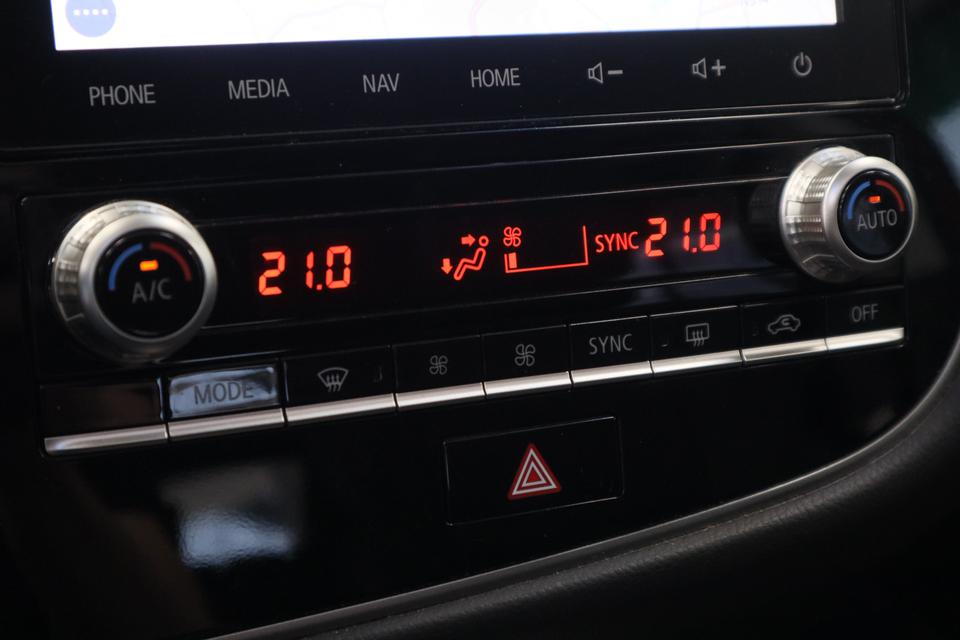 PHONE MEDIA NAV HOME
A/C 21.0 SYNC 21.0 AUTO
MODE SYNC OFF